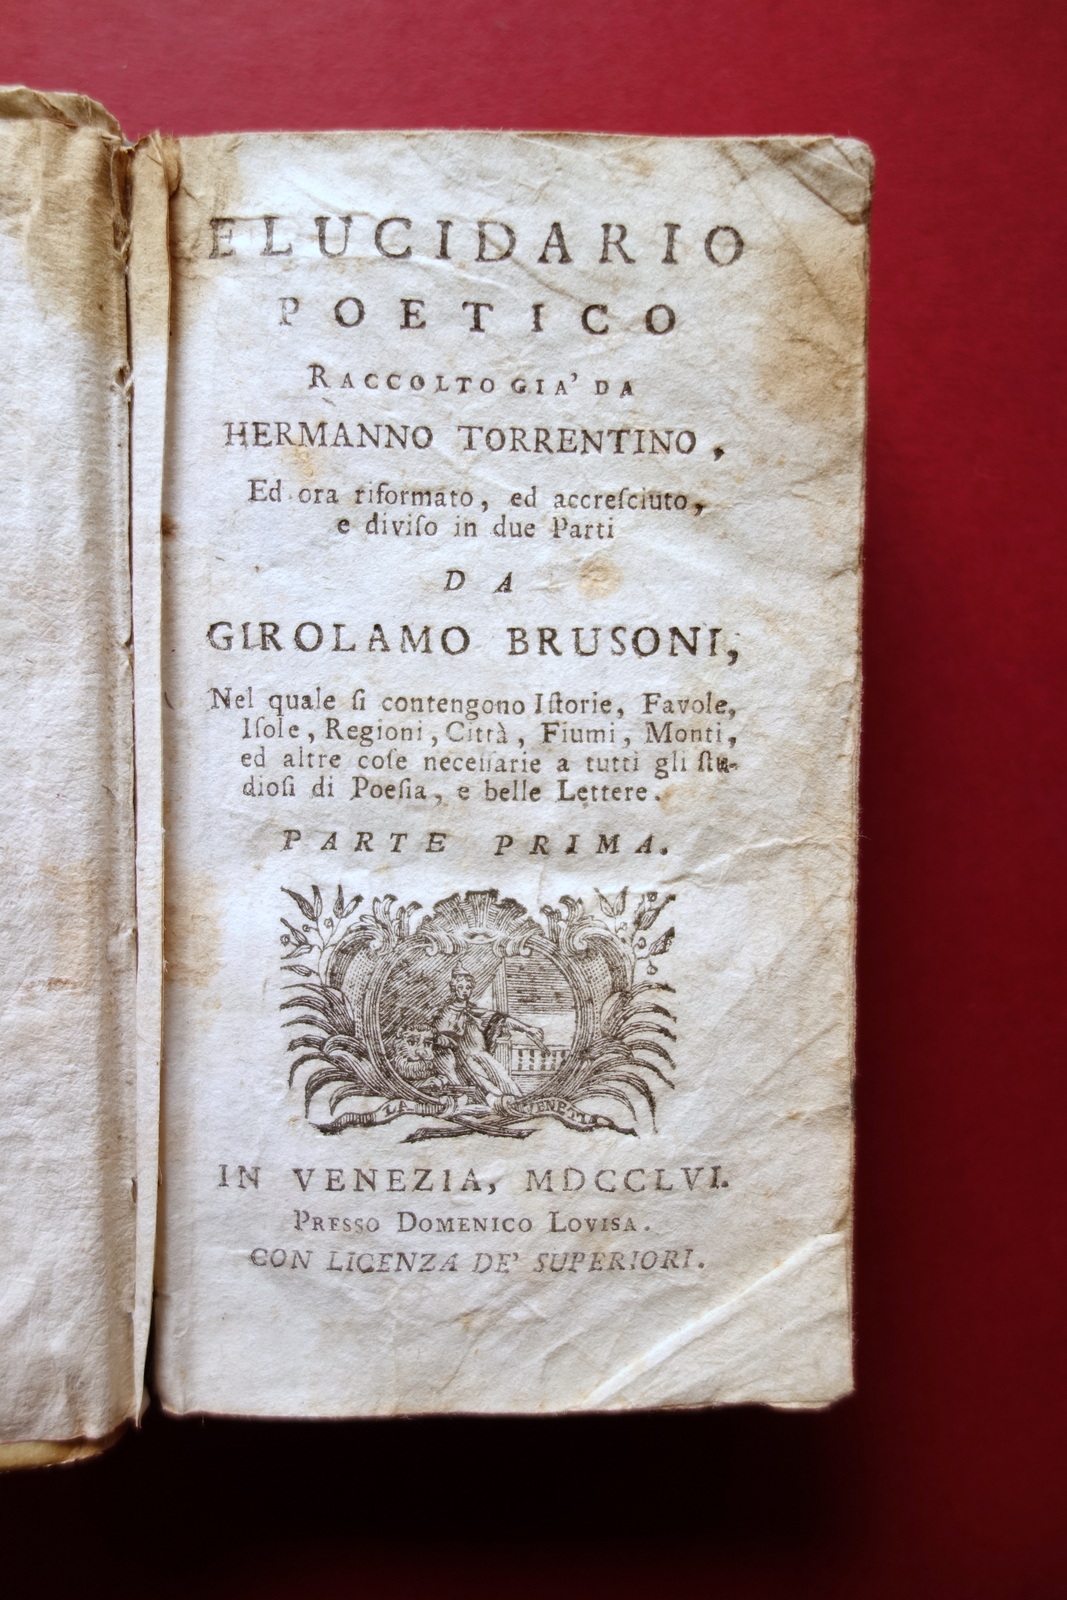 ELUCIDARIO
POETICO
RACCOLTO GIA' DA
HERMANNO TORRENTINO,
Ed ora riformato, ed accreſciuto,
e diviſo in due Parti
DA
GIROLAMO BRUSONI,
Nel quale ſi contengono Iſtorie, Favole,
Iſole, Regioni, Città, Fiumi, Monti,
ed altre coſe neceſſarie a tutti gli ſtu-
dioſi di Poeſia, e belle Lettere.
PARTE PRIMA.
LA VENETIA
IN VENEZIA, MDCCLVI.
PRESSO DOMENICO LOVISA.
CON LICENZA DE' SUPERIORI.